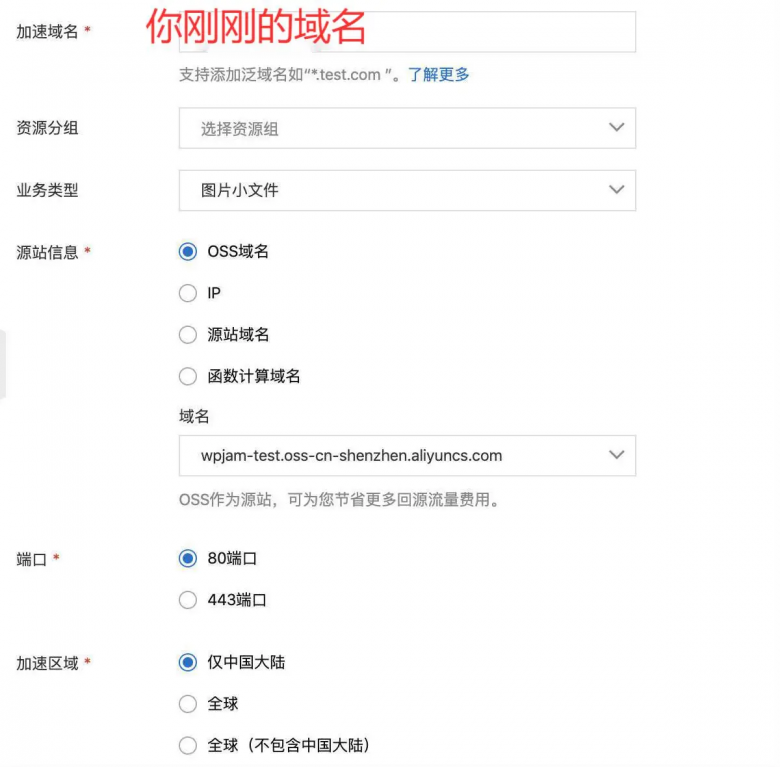 加速域名 * 你刚刚的域名
支持添加泛域名如“*.test.com ”。了解更多
资源分组 选择资源组
业务类型 图片小文件
源站信息 * OSS域名
IP
源站域名
函数计算域名
域名
wpjam-test.oss-cn-shenzhen.aliyuncs.com
OSS作为源站，可为您节省更多回源流量费用。
端口 * 80端口
443端口
加速区域 * 仅中国大陆
全球
全球（不包含中国大陆）